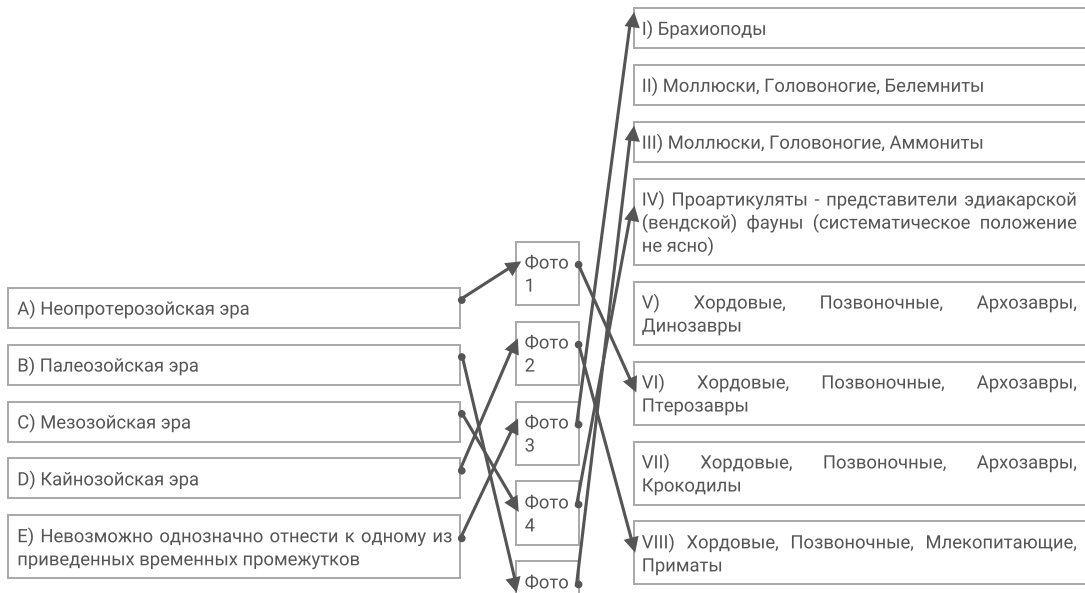 A) Неопротерозойская эра
B) Палеозойская эра
C) Мезозойская эра
D) Кайнозойская эра
E) Невозможно однозначно отнести к одному из
приведенных временных промежутков
Фото
1
Фото
2
Фото
3
Фото
4
Фото
I) Брахиоподы
II) Моллюски, Головоногие, Белемниты
III) Моллюски, Головоногие, Аммониты
IV) Проартикуляты - представители эдиакарской
(вендской) фауны (систематическое положение
не ясно)
V) Хордовые, Позвоночные, Архозавры,
Динозавры
VI) Хордовые, Позвоночные, Архозавры,
Птерозавры
VII) Хордовые, Позвоночные, Архозавры,
Крокодилы
VIII) Хордовые, Позвоночные, Млекопитающие,
Приматы